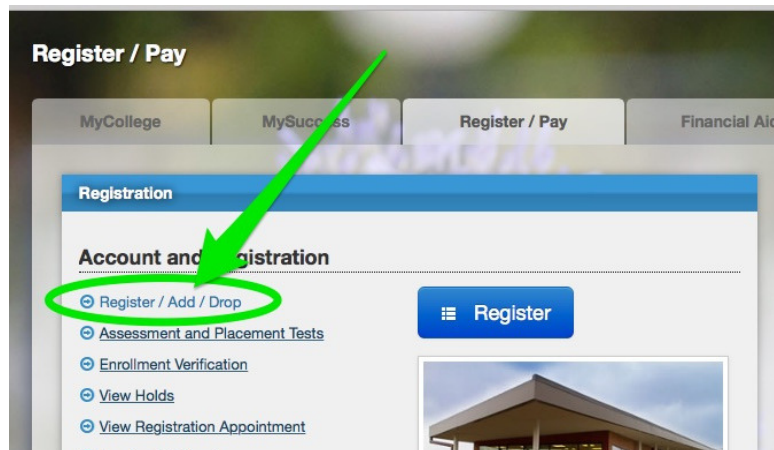 Register / Pay
MyCollege MySuccess Register / Pay Financial Aid
Registration
Account and Registration
Register / Add / Drop
Register
Assessment and Placement Tests
Enrollment Verification
View Holds
View Registration Appointment